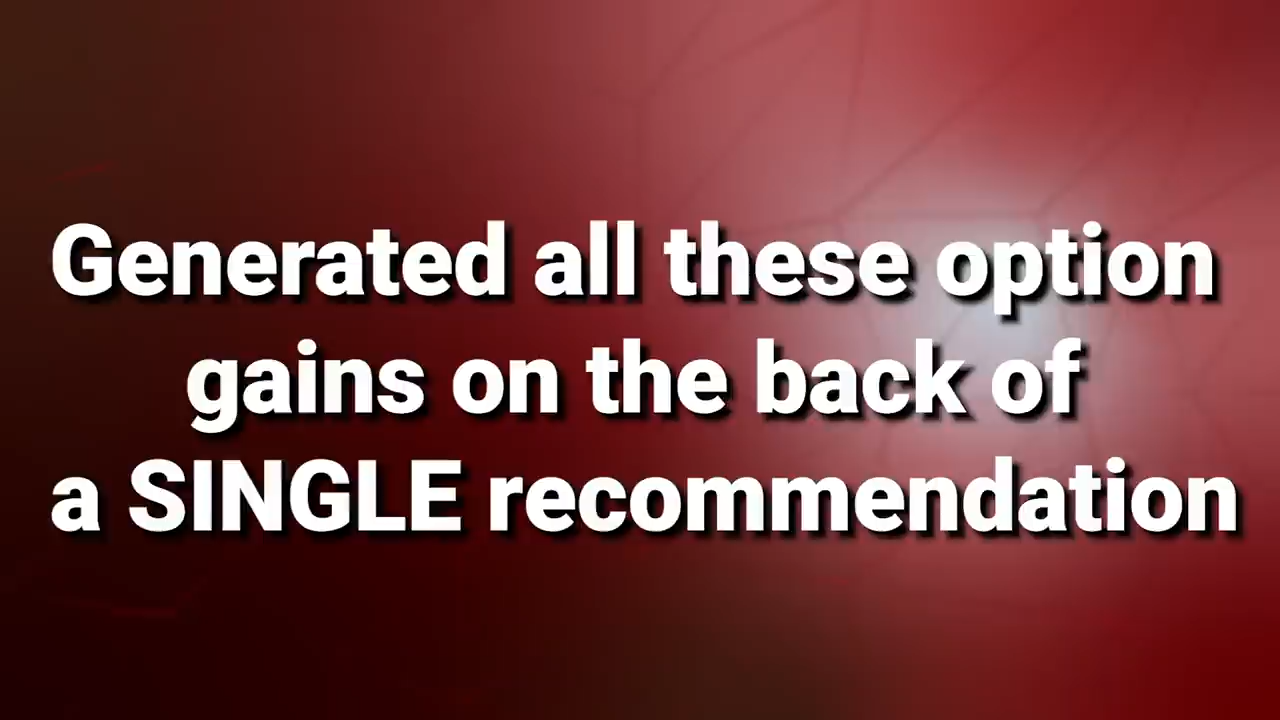 Generated all these option
gains on the back of
a SINGLE recommendation